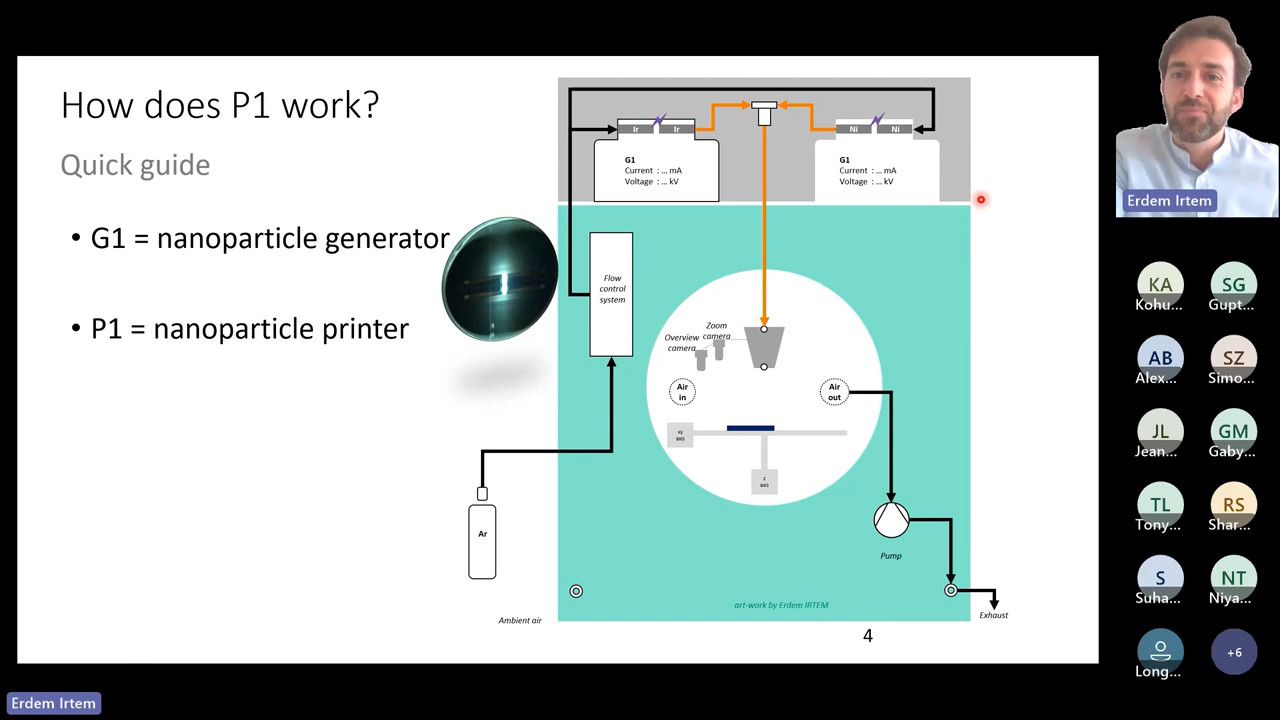 How does P1 work?
Quick guide
• G1 = nanoparticle generator
• P1 = nanoparticle printer
Ir
Ir
Ni
Ni
G1
Current : ... mA
Voltage : ... kV
G1
Current : ... mA
Voltage : ... kV
Flow
control
system
Zoom
camera
Overview
camera
Air
in
Air
out
xy
axis
z
axis
Ar
Pump
art-work by Erdem IRTEM
Ambient air
Exhaust
4
Erdem Irtem
KA
Kohu...
SG
Gupt...
AB
Alex...
SZ
Simo...
JL
Jean...
GM
Gaby...
TL
Tony...
RS
Shar...
S
Suha...
NT
Niya...
Long...
+6
Erdem Irtem